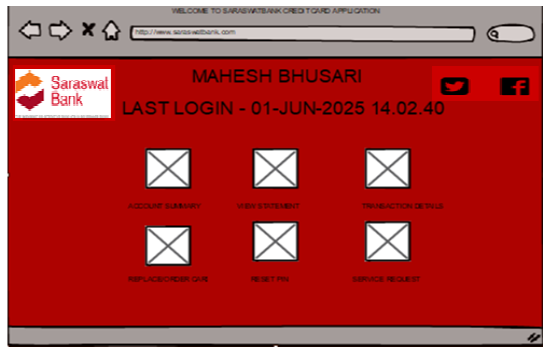 WELCOME TO SARASWATBANK CREDIT CARD APPLICATION
http://www.saraswatbank.com
Saraswat
Bank
MAHESH BHUSARI
LAST LOGIN - 01-JUN-2025 14.02.40
ACCOUNT SUMMARY VIEW STATEMENT TRANSACTION DETAILS
REPLACE/ORDER CARD RESET PIN SERVICE REQUEST